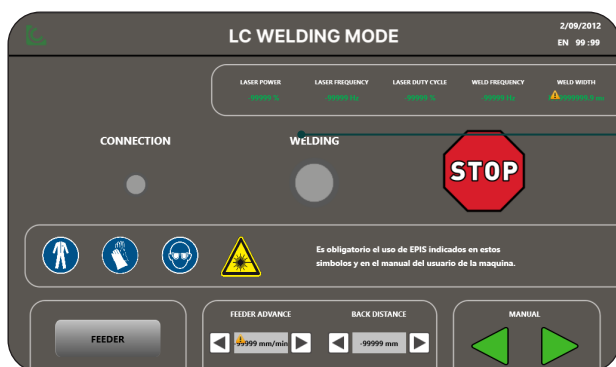 LC WELDING MODE
2/09/2012
EN 99:99
LASER POWER LASER FREQUENCY LASER DUTY CYCLE WELD FREQUENCY WELD WIDTH
-99999 % -99999 Hz -99999 % -99999 Hz
CONNECTION WELDING
STOP
Es obligatorio el uso de EPIS indicados en estos
simbolos y en el manual del usuario de la maquina.
FEEDER ADVANCE BACK DISTANCE MANUAL
FEEDER -99999 mm/min -99999 mm